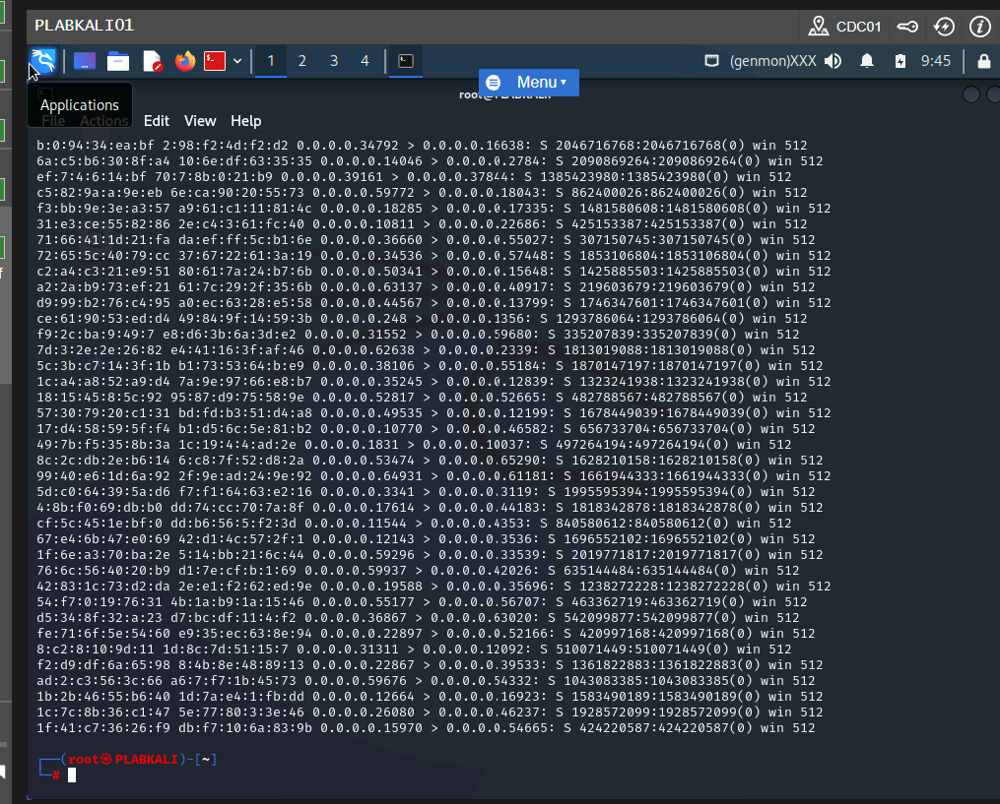 PLABKALI01
CDC01
1 2 3 4
(genmon)XXX 9:45
Menu
Applications
File Actions Edit View Help
b:0:94:34:ea:bf 2:98:f2:4d:f2:d2 0.0.0.0.34792 > 0.0.0.0.16638: S 2046716768:2046716768(0) win 512
6a:c5:b6:30:8f:a4 10:6e:df:63:35:35 0.0.0.0.14046 > 0.0.0.0.2784: S 2090869264:2090869264(0) win 512
ef:7:4:6:14:bf 70:7:8b:0:21:b9 0.0.0.0.39161 > 0.0.0.0.37844: S 1385423980:1385423980(0) win 512
c5:82:9a:a:9e:eb 6e:ca:90:20:55:73 0.0.0.0.59772 > 0.0.0.0.18043: S 862400026:862400026(0) win 512
f3:bb:9e:3e:a3:57 a9:61:c1:11:81:4c 0.0.0.0.18285 > 0.0.0.0.17335: S 1481580608:1481580608(0) win 512
31:e3:ce:55:82:86 2e:c4:3:61:fc:40 0.0.0.0.10811 > 0.0.0.0.22686: S 425153387:425153387(0) win 512
71:66:41:1d:21:fa da:ef:ff:5c:b1:6e 0.0.0.0.36660 > 0.0.0.0.55027: S 307150745:307150745(0) win 512
72:65:5c:40:79:cc 37:67:22:61:3a:19 0.0.0.0.34536 > 0.0.0.0.57448: S 1853106804:1853106804(0) win 512
c2:a4:c3:21:e9:51 80:61:7a:24:b7:6b 0.0.0.0.50341 > 0.0.0.0.15648: S 1425885503:1425885503(0) win 512
a2:2a:b9:73:ef:21 61:7c:29:2f:35:6b 0.0.0.0.63137 > 0.0.0.0.40917: S 219603679:219603679(0) win 512
d9:99:b2:76:c4:95 a0:ec:63:28:e5:58 0.0.0.0.44567 > 0.0.0.0.13799: S 1746347601:1746347601(0) win 512
ce:61:90:53:ed:d4 49:84:9f:14:59:3b 0.0.0.0.248 > 0.0.0.0.1356: S 1293786064:1293786064(0) win 512
f9:2c:ba:9:49:7 e8:d6:3b:6a:3d:e2 0.0.0.0.31552 > 0.0.0.0.59680: S 335207839:335207839(0) win 512
7d:3:2e:2e:26:82 e4:41:16:3f:af:46 0.0.0.0.62638 > 0.0.0.0.2339: S 1813019088:1813019088(0) win 512
5c:3b:c7:14:3f:1b b1:73:53:64:b:e9 0.0.0.0.38106 > 0.0.0.0.55184: S 1870147197:1870147197(0) win 512
1c:a4:a8:52:a9:d4 7a:9e:97:66:e8:b7 0.0.0.0.35245 > 0.0.0.0.12839: S 1323241938:1323241938(0) win 512
18:15:45:8:5c:92 95:87:d9:75:58:9e 0.0.0.0.52817 > 0.0.0.0.52665: S 482788567:482788567(0) win 512
57:30:79:20:c1:31 bd:fd:b3:51:d4:a8 0.0.0.0.49535 > 0.0.0.0.12199: S 1678449039:1678449039(0) win 512
17:d4:58:59:5f:f4 b1:d5:6c:5e:81:b2 0.0.0.0.10770 > 0.0.0.0.46582: S 656733704:656733704(0) win 512
49:7b:f5:35:8b:3a 1c:19:4:4:ad:2e 0.0.0.0.1831 > 0.0.0.0.10037: S 497264194:497264194(0) win 512
8c:2c:db:2e:b6:14 6:c8:7f:52:d8:2a 0.0.0.0.53474 > 0.0.0.0.65290: S 1628210158:1628210158(0) win 512
99:40:e6:1d:6a:92 2f:9e:ad:24:9e:92 0.0.0.0.64931 > 0.0.0.0.61181: S 1661944333:1661944333(0) win 512
5d:c0:64:39:5a:d6 f7:f1:64:63:e2:16 0.0.0.0.3341 > 0.0.0.0.3119: S 1995595394:1995595394(0) win 512
4:8b:f0:69:db:b0 dd:74:cc:70:7a:8f 0.0.0.0.17614 > 0.0.0.0.44183: S 1818342878:1818342878(0) win 512
cf:5c:45:1e:bf:0 dd:b6:56:5:f2:3d 0.0.0.0.11544 > 0.0.0.0.4353: S 840580612:840580612(0) win 512
67:e4:6b:47:e0:69 42:d1:4c:57:2f:1 0.0.0.0.12143 > 0.0.0.0.3536: S 1696552102:1696552102(0) win 512
1f:6e:a3:70:ba:2e 5:14:bb:21:6c:44 0.0.0.0.59296 > 0.0.0.0.33539: S 2019771817:2019771817(0) win 512
76:6c:56:40:20:b9 d1:7e:cf:b:1:69 0.0.0.0.59937 > 0.0.0.0.42026: S 635144484:635144484(0) win 512
42:83:1c:73:d2:da 2e:e1:f2:62:ed:9e 0.0.0.0.19588 > 0.0.0.0.35696: S 1238272228:1238272228(0) win 512
54:f7:0:19:76:31 4b:1a:b9:1a:15:46 0.0.0.0.55177 > 0.0.0.0.56707: S 463362719:463362719(0) win 512
d5:34:8f:32:a:23 d7:bc:df:11:4:f2 0.0.0.0.36867 > 0.0.0.0.63020: S 542099877:542099877(0) win 512
fe:71:6f:5e:54:60 e9:35:ec:63:8e:94 0.0.0.0.22897 > 0.0.0.0.52166: S 420997168:420997168(0) win 512
8:c2:8:10:9d:11 1d:8c:7d:51:15:7 0.0.0.0.31311 > 0.0.0.0.12092: S 510071449:510071449(0) win 512
f2:d9:df:6a:65:98 8:4b:8e:48:89:13 0.0.0.0.22867 > 0.0.0.0.39533: S 1361822883:1361822883(0) win 512
ad:2:c3:56:3c:66 a6:7:f7:1b:45:73 0.0.0.0.59676 > 0.0.0.0.54332: S 1043083385:1043083385(0) win 512
1b:2b:46:55:b6:40 1d:7a:e4:1:fb:dd 0.0.0.0.12664 > 0.0.0.0.16923: S 1583490189:1583490189(0) win 512
1c:7c:8b:36:c1:47 5e:77:80:3:3e:46 0.0.0.0.26080 > 0.0.0.0.46237: S 1928572099:1928572099(0) win 512
1f:41:c7:36:26:f9 db:f7:10:6a:83:9b 0.0.0.0.15970 > 0.0.0.0.54665: S 424220587:424220587(0) win 512
┌──(root㉿PLABKALI)-[~]
└─#